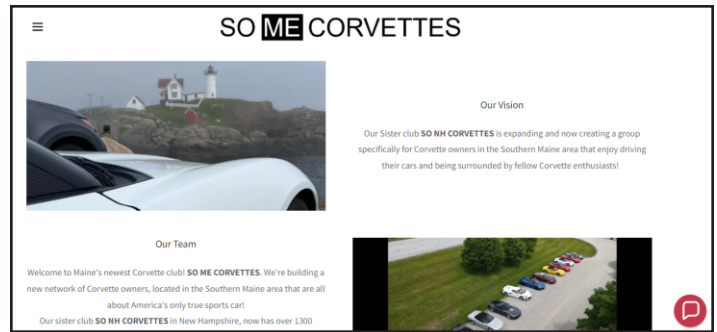 SO ME CORVETTES
Our Vision
Our Sister club SO NH CORVETTES is expanding and now creating a group
specifically for Corvette owners in the Southern Maine area that enjoy driving
their cars and being surrounded by fellow Corvette enthusiasts!
Our Team
Welcome to Maine's newest Corvette club! SO ME CORVETTES. We're building a
new network of Corvette owners, located in the Southern Maine area that are all
about America's only true sports car!
Our sister club SO NH CORVETTES in New Hampshire, now has over 1300